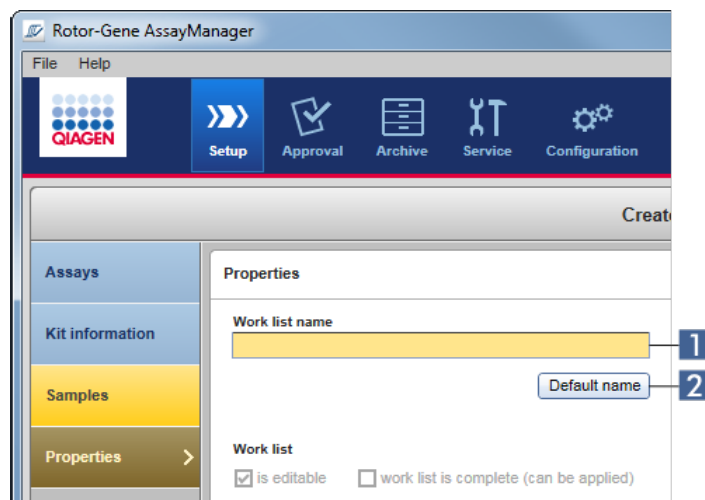 Rotor-Gene AssayManager
File Help
QIAGEN
Setup Approval Archive Service Configuration
Assays
Properties
Work list name
1
Kit information
Default name
2
Samples
Properties
Work list
is editable work list is complete (can be applied)